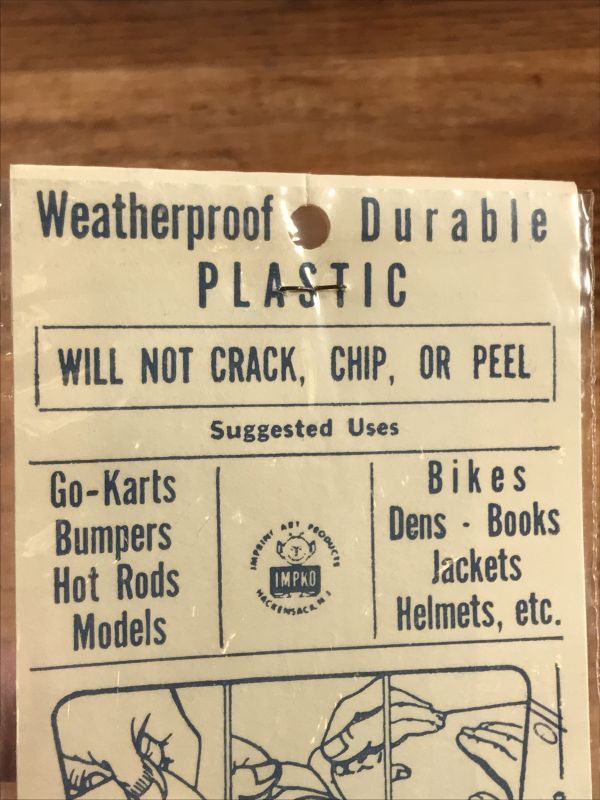 Weatherproof Durable
PLASTIC
WILL NOT CRACK, CHIP, OR PEEL
Suggested Uses
Go-Karts
Bumpers
Hot Rods
Models
IMPRINT ART PRODUCTS
IMPKO
HACKENSACK, N.J.
Bikes
Dens · Books
Jackets
Helmets, etc.